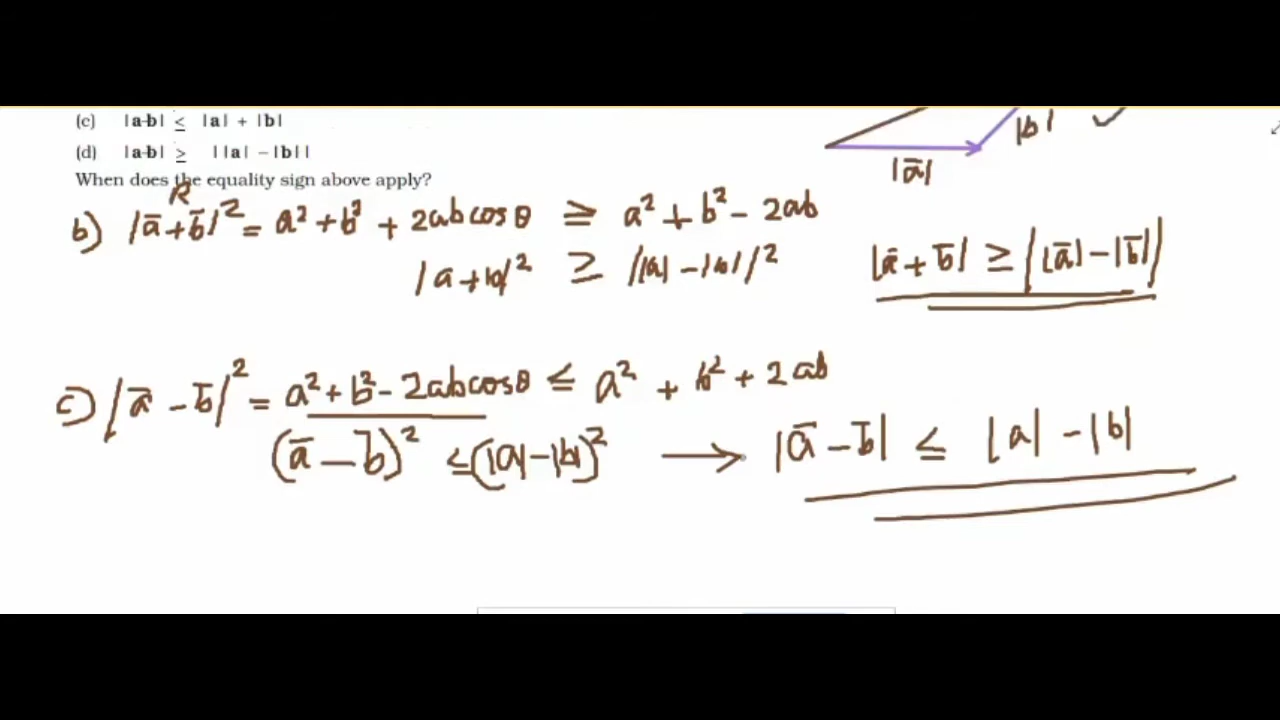 (c) |a-b| ≤ |a| + |b|
(d) |a-b| ≥ ||a| − |b||
When does the equality sign above apply?
|b|
|a̅|
R
b) |a̅ + b̅|² = a² + b² + 2ab cos θ ≥ a² + b² − 2ab
|a + b|² ≥ ||a| − |b||²
|a̅ + b̅| ≥ ||a̅| − |b̅||
c) |a̅ − b̅|² = a² + b² − 2ab cos θ ≤ a² + b² + 2ab
(a̅ − b̅)² ≤ (|a| − |b|)² → |a̅ − b̅| ≤ |a| − |b|